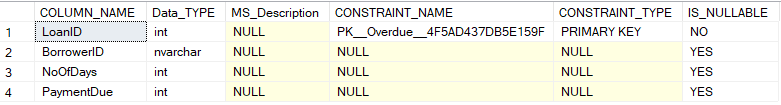 COLUMN_NAME Data_TYPE MS_Description CONSTRAINT_NAME CONSTRAINT_TYPE IS_NULLABLE
1 LoanID int NULL PK__Overdue__4F5AD437DB5E159F PRIMARY KEY NO
2 BorrowerID nvarchar NULL NULL NULL YES
3 NoOfDays int NULL NULL NULL YES
4 PaymentDue int NULL NULL NULL YES